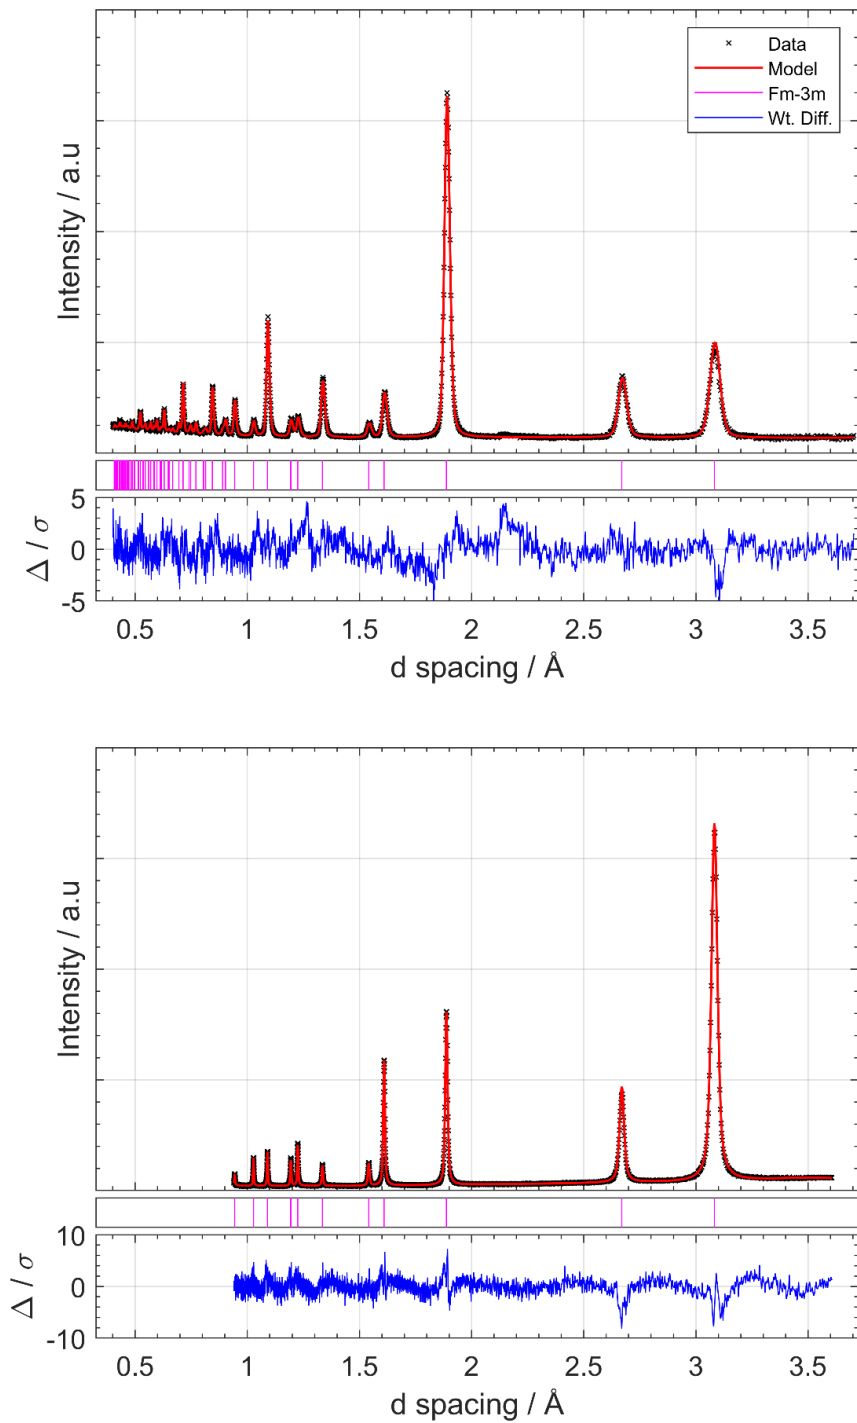 Data
Model
Fm-3m
Wt. Diff.
Intensity / a.u
5
0
-5
Δ / σ
0.5 1 1.5 2 2.5 3 3.5
d spacing / Å
Intensity / a.u
10
0
-10
Δ / σ
0.5 1 1.5 2 2.5 3 3.5
d spacing / Å